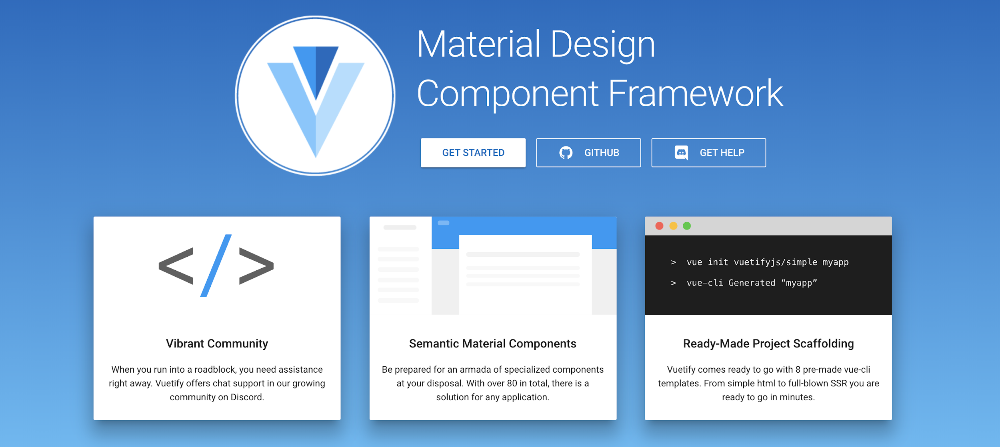 Material Design
Component Framework
GET STARTED
GITHUB
GET HELP
</>
Vibrant Community
When you run into a roadblock, you need assistance
right away. Vuetify offers chat support in our growing
community on Discord.
Semantic Material Components
Be prepared for an armada of specialized components
at your disposal. With over 80 in total, there is a
solution for any application.
> vue init vuetifyjs/simple myapp
> vue-cli Generated “myapp”
Ready-Made Project Scaffolding
Vuetify comes ready to go with 8 pre-made vue-cli
templates. From simple html to full-blown SSR you are
ready to go in minutes.